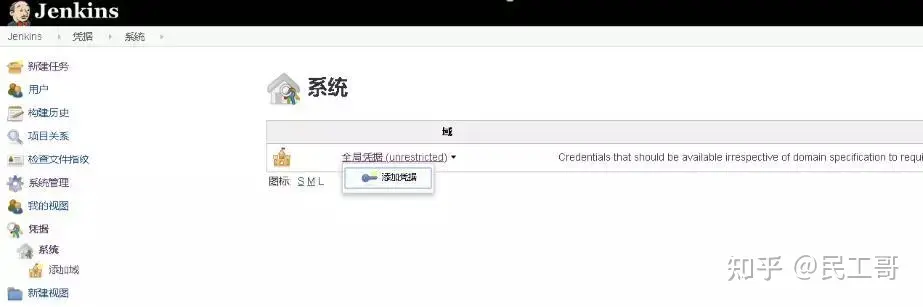 Jenkins
Jenkins 凭据 系统
新建任务
用户
构建历史
项目关系
检查文件指纹
系统管理
我的视图
凭据
系统
添加域
新建视图
系统
域
全局凭据 (unrestricted) Credentials that should be available irrespective of domain specification to requi
添加凭据
图标: S M L
知乎 @民工哥